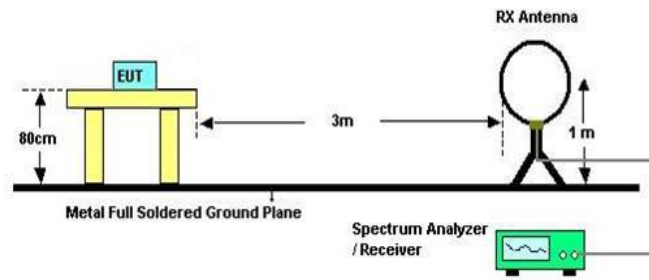 RX Antenna
EUT
3m
80cm
1 m
Metal Full Soldered Ground Plane
Spectrum Analyzer
/ Receiver